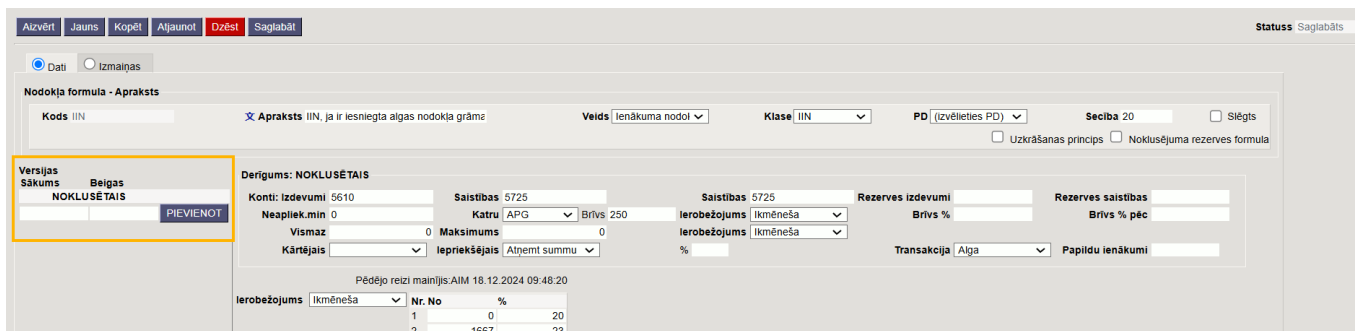 Aizvērt Jauns Kopēt Atjaunot Dzēst Saglabāt Statuss Saglabāts
Dati Izmaiņas
Nodokļa formula - Apraksts
Kods IIN Apraksts IIN, ja ir iesniegta algas nodokļa grāma Veids Ienākuma nodol Klase IIN PD (izvēlieties PD) Secība 20 Slēgts
Uzkrāšanas princips Noklusējuma rezerves formula
Versijas
Sākums Beigas
NOKLUSĒTAIS
PIEVIENOT
Derīgums: NOKLUSĒTAIS
Konti: Izdevumi 5610 Saistības 5725 Saistības 5725 Rezerves izdevumi Rezerves saistības
Neapliek.min 0 Katru APG Brīvs 250 Ierobežojums Ikmēneša Brīvs % Brīvs % pēc
Vismaz 0 Maksimums 0 Ierobežojums Ikmēneša
Kārtējais Iepriekšējais Atņemt summu % Transakcija Alga Papildu ienākumi
Pēdējo reizi mainījis:AIM 18.12.2024 09:48:20
Ierobežojums Ikmēneša Nr. No %
1 0 20
2 1667 23